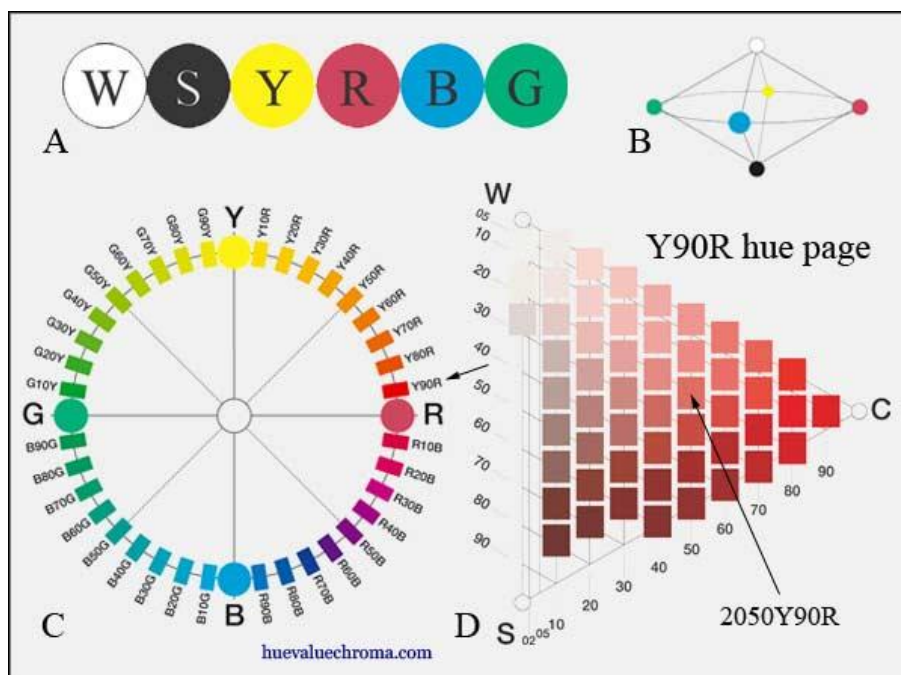 W S Y R B G
A
B
Y
G90Y
G80Y
G70Y
G60Y
G50Y
G40Y
G30Y
G20Y
G10Y
G
B90G
B80G
B70G
B60G
B50G
B40G
B30G
B20G
B10G
B
R90B
R80B
R70B
R60B
R50B
R40B
R30B
R20B
R10B
R
Y90R
Y80R
Y70R
Y60R
Y50R
Y40R
Y30R
Y20R
Y10R
C
huevaluechroma.com
W
Y90R hue page
05
10
20
30
40
50
60
70
80
90
S
02
05
10
20
30
40
50
60
70
80
90
C
2050Y90R
D